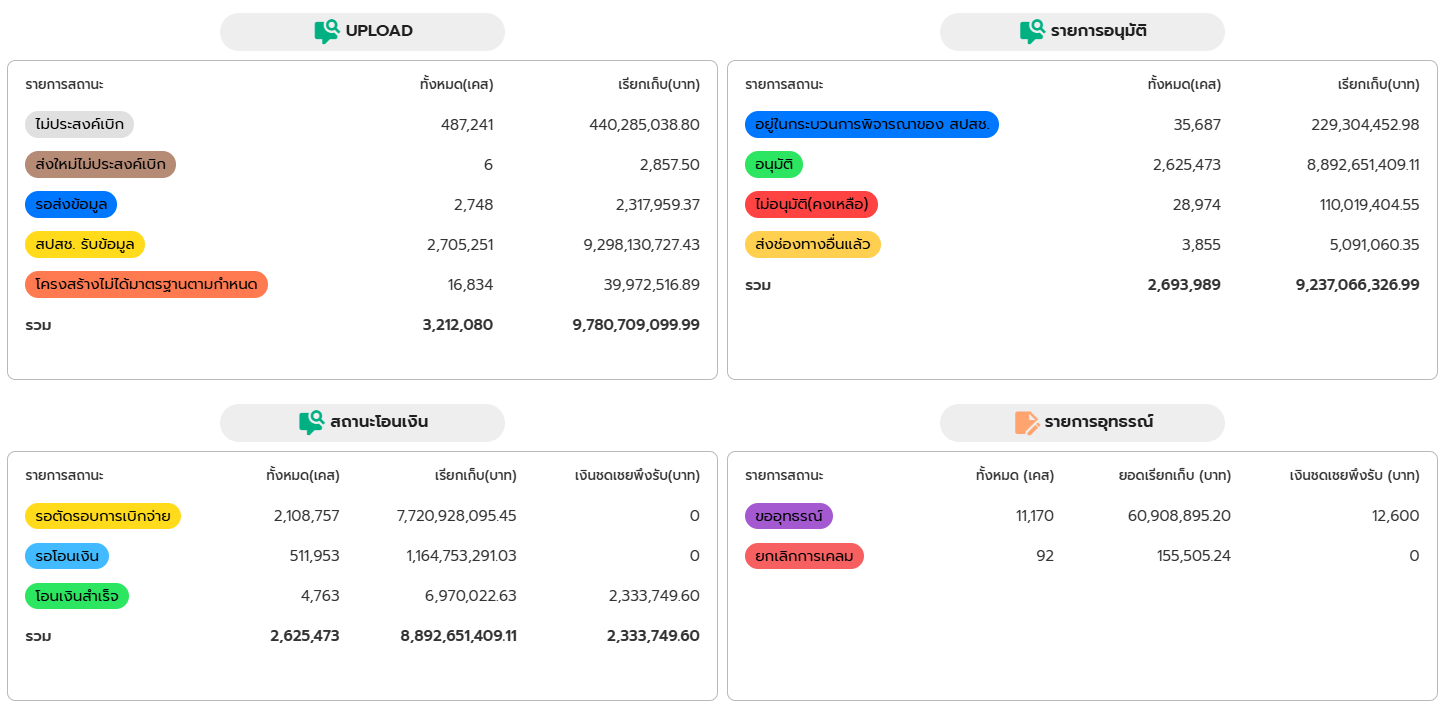 UPLOAD
รายการสถานะ ทั้งหมด(เคส) เรียกเก็บ(บาท)
ไม่ประสงค์เบิก 487,241 440,285,038.80
ส่งใหม่ไม่ประสงค์เบิก 6 2,857.50
รอส่งข้อมูล 2,748 2,317,959.37
สปสช. รับข้อมูล 2,705,251 9,298,130,727.43
โครงสร้างไม่ได้มาตรฐานตามกำหนด 16,834 39,972,516.89
รวม 3,212,080 9,780,709,099.99
รายการอนุมัติ
รายการสถานะ ทั้งหมด(เคส) เรียกเก็บ(บาท)
อยู่ในกระบวนการพิจารณาของ สปสช. 35,687 229,304,452.98
อนุมัติ 2,625,473 8,892,651,409.11
ไม่อนุมัติ(คงเหลือ) 28,974 110,019,404.55
ส่งช่องทางอื่นแล้ว 3,855 5,091,060.35
รวม 2,693,989 9,237,066,326.99
สถานะโอนเงิน
รายการสถานะ ทั้งหมด(เคส) เรียกเก็บ(บาท) เงินชดเชยพึงรับ(บาท)
รอตัดรอบการเบิกจ่าย 2,108,757 7,720,928,095.45 0
รอโอนเงิน 511,953 1,164,753,291.03 0
โอนเงินสำเร็จ 4,763 6,970,022.63 2,333,749.60
รวม 2,625,473 8,892,651,409.11 2,333,749.60
รายการอุทธรณ์
รายการสถานะ ทั้งหมด (เคส) ยอดเรียกเก็บ (บาท) เงินชดเชยพึงรับ (บาท)
ขออุทธรณ์ 11,170 60,908,895.20 12,600
ยกเลิกการเคลม 92 155,505.24 0